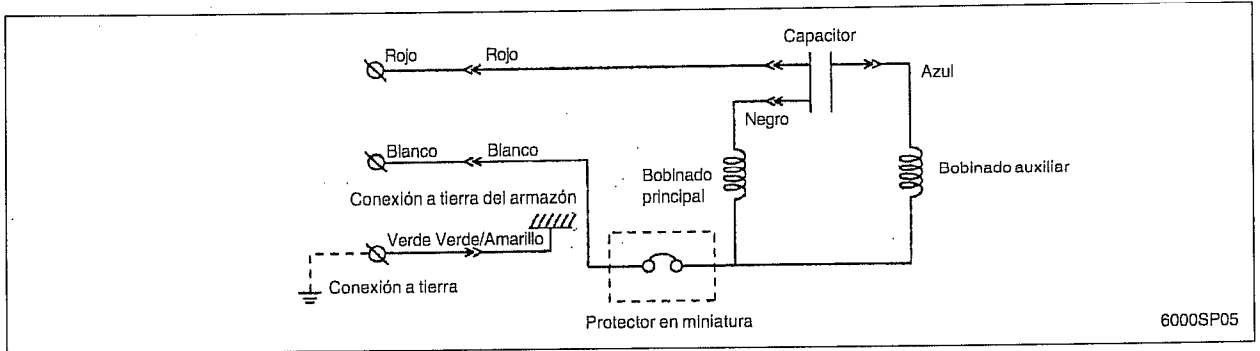 Capacitor
Rojo Rojo
Azul
Negro
Blanco Blanco
Bobinado
principal
Bobinado auxiliar
Conexión a tierra del armazón
Verde Verde/Amarillo
Conexión a tierra
Protector en miniatura
6000SP05